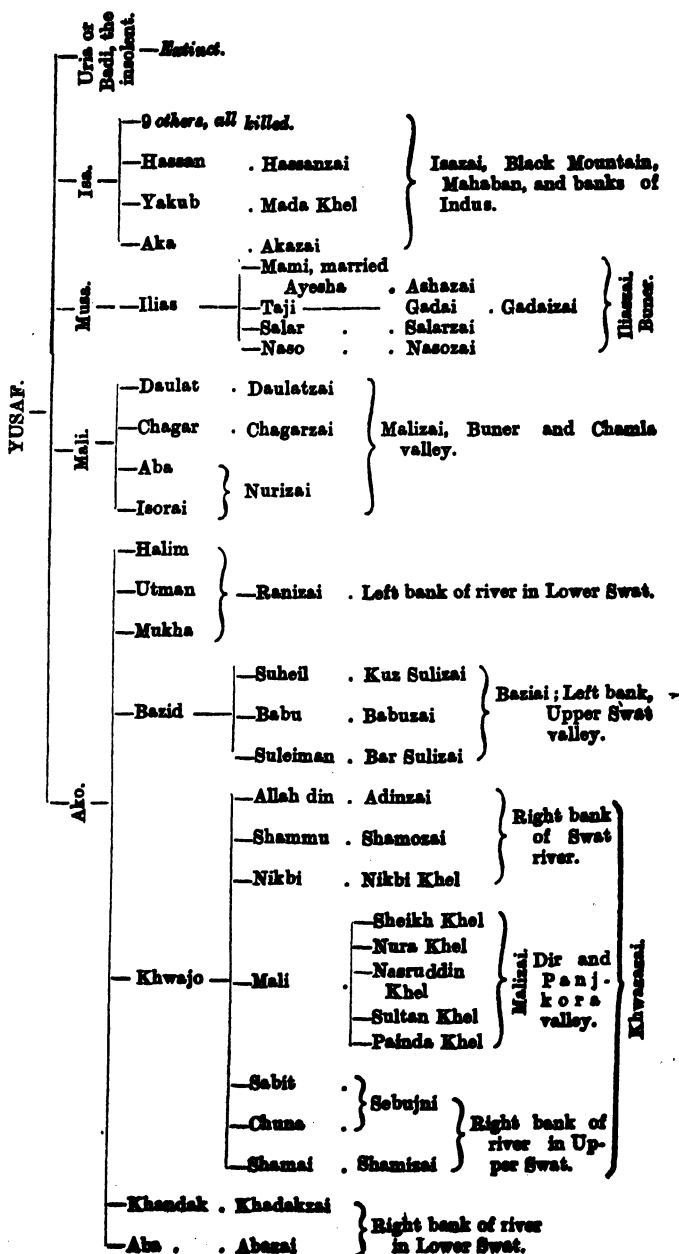 YUSAF.
Uria or Badi, the insolent. — Extinct.
Isa.
9 others, all killed.
Hassan . Hassanzai
Yakub . Mada Khel
Aka . Akazai
Isazai, Black Mountain,
Mahaban, and banks of
Indus.
Musa. — Ilias
Mami, married
Ayesha . Ashazai
Taji — Gadai . Gadaizai
Salar . . Salarzai
Naso . . Nasozai
Iliaszai.
Buner.
Mali.
Daulat . Daulatzai
Chagar . Chagarzai
Aba
Isorai
Nurizai
Malizai, Buner and Chamla
valley.
Ako.
Halim
Utman
Mukha
Ranizai . Left bank of river in Lower Swat.
Bazid
Suheil . Kuz Sulizai
Babu . Babuzai
Suleiman . Bar Sulizai
Baziai ; Left bank,
Upper Swat
valley.
Khwajo
Allah din . Adinzai
Shammu . Shamozai
Nikbi . Nikbi Khel
Right bank
of Swat
river.
Mali .
Sheikh Khel
Nura Khel
Nasruddin
Khel
Sultan Khel
Painda Khel
Malizai.
Dir and
Panj-
kora
valley.
Sabit .
Chuna .
Sebujni
Shamai . Shamizai
Right bank of
river in Up-
per Swat.
Khwazazai.
Khandak . Khadakzai
Aba . . Abazai
Right bank of river
in Lower Swat.